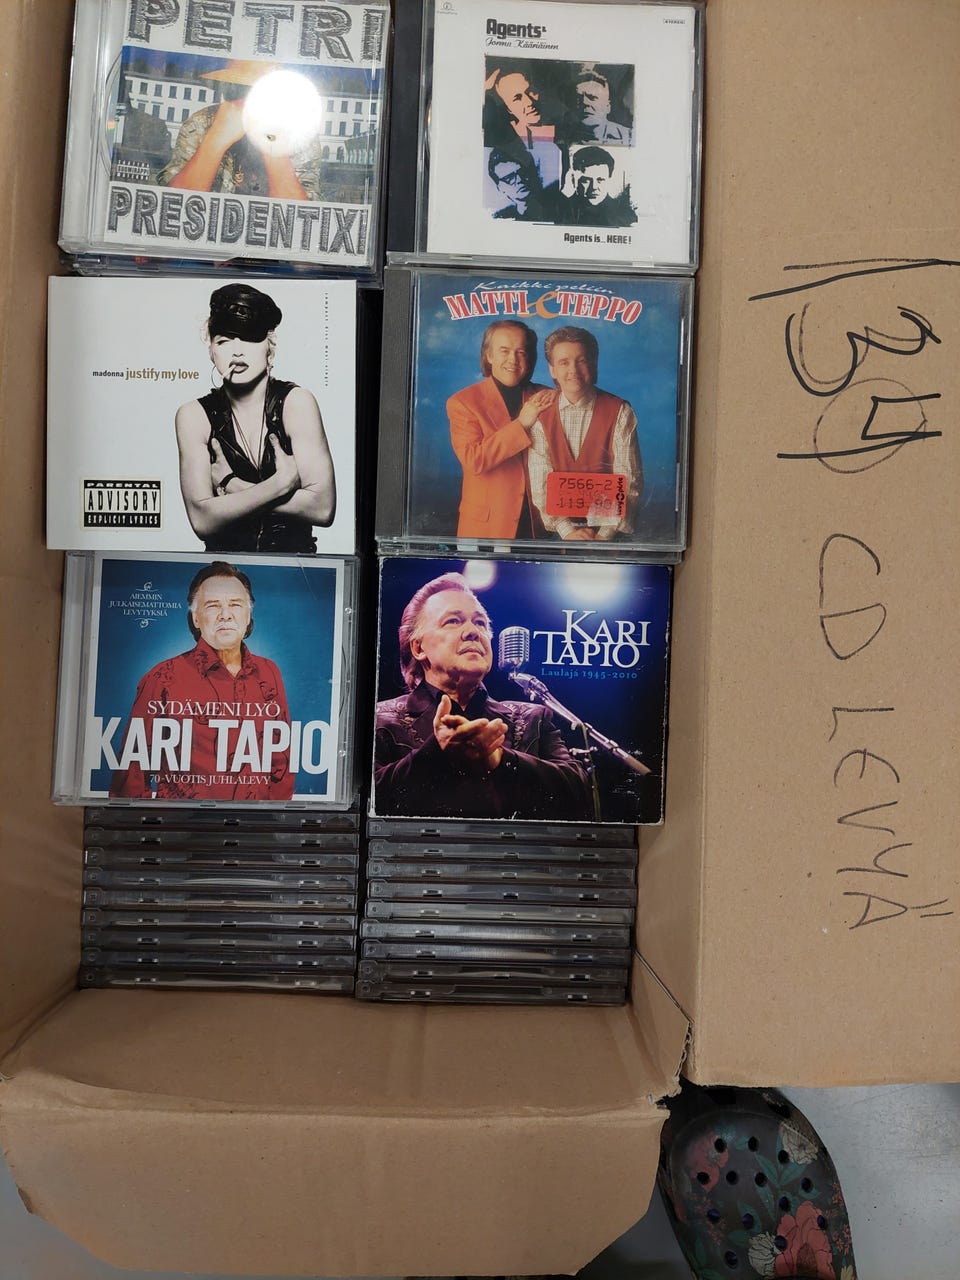 PETRI
PRESIDENTIXI
Agents &
Jorma Kääriäinen
STEREO
Agents is... HERE!
madonna justify my love
PARENTAL
ADVISORY
EXPLICIT LYRICS
Kaikki peliin
MATTI & TEPPO
7566-2
119.90
AIEMMIN
JULKAISEMATTOMIA
LEVYTYKSIÄ
SYDÄMENI LYÖ
KARI TAPIO
70-VUOTIS JUHLALEVY
KARI
TAPIO
Laulaja 1945-2010
134 CD LEVYÄ